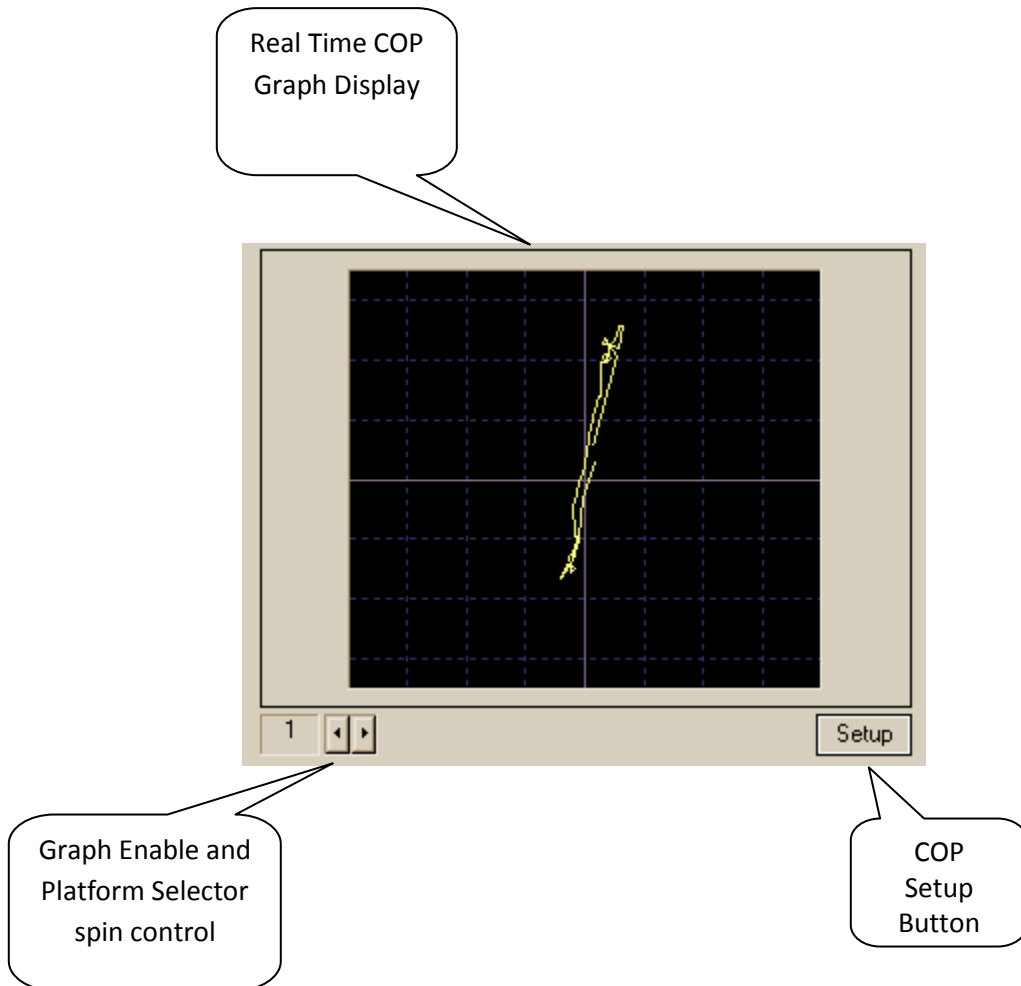 Real Time COP
Graph Display
1
Setup
Graph Enable and
Platform Selector
spin control
COP
Setup
Button